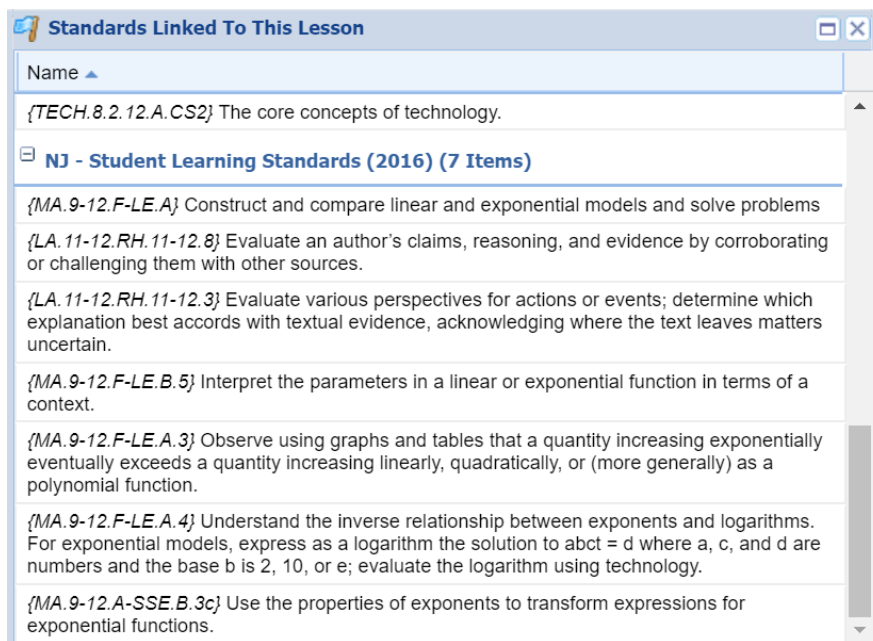 Standards Linked To This Lesson
Name
{TECH.8.2.12.A.CS2} The core concepts of technology.
NJ - Student Learning Standards (2016) (7 Items)
{MA.9-12.F-LE.A} Construct and compare linear and exponential models and solve problems
{LA.11-12.RH.11-12.8} Evaluate an author's claims, reasoning, and evidence by corroborating
or challenging them with other sources.
{LA.11-12.RH.11-12.3} Evaluate various perspectives for actions or events; determine which
explanation best accords with textual evidence, acknowledging where the text leaves matters
uncertain.
{MA.9-12.F-LE.B.5} Interpret the parameters in a linear or exponential function in terms of a
context.
{MA.9-12.F-LE.A.3} Observe using graphs and tables that a quantity increasing exponentially
eventually exceeds a quantity increasing linearly, quadratically, or (more generally) as a
polynomial function.
{MA.9-12.F-LE.A.4} Understand the inverse relationship between exponents and logarithms.
For exponential models, express as a logarithm the solution to abct = d where a, c, and d are
numbers and the base b is 2, 10, or e; evaluate the logarithm using technology.
{MA.9-12.A-SSE.B.3c} Use the properties of exponents to transform expressions for
exponential functions.